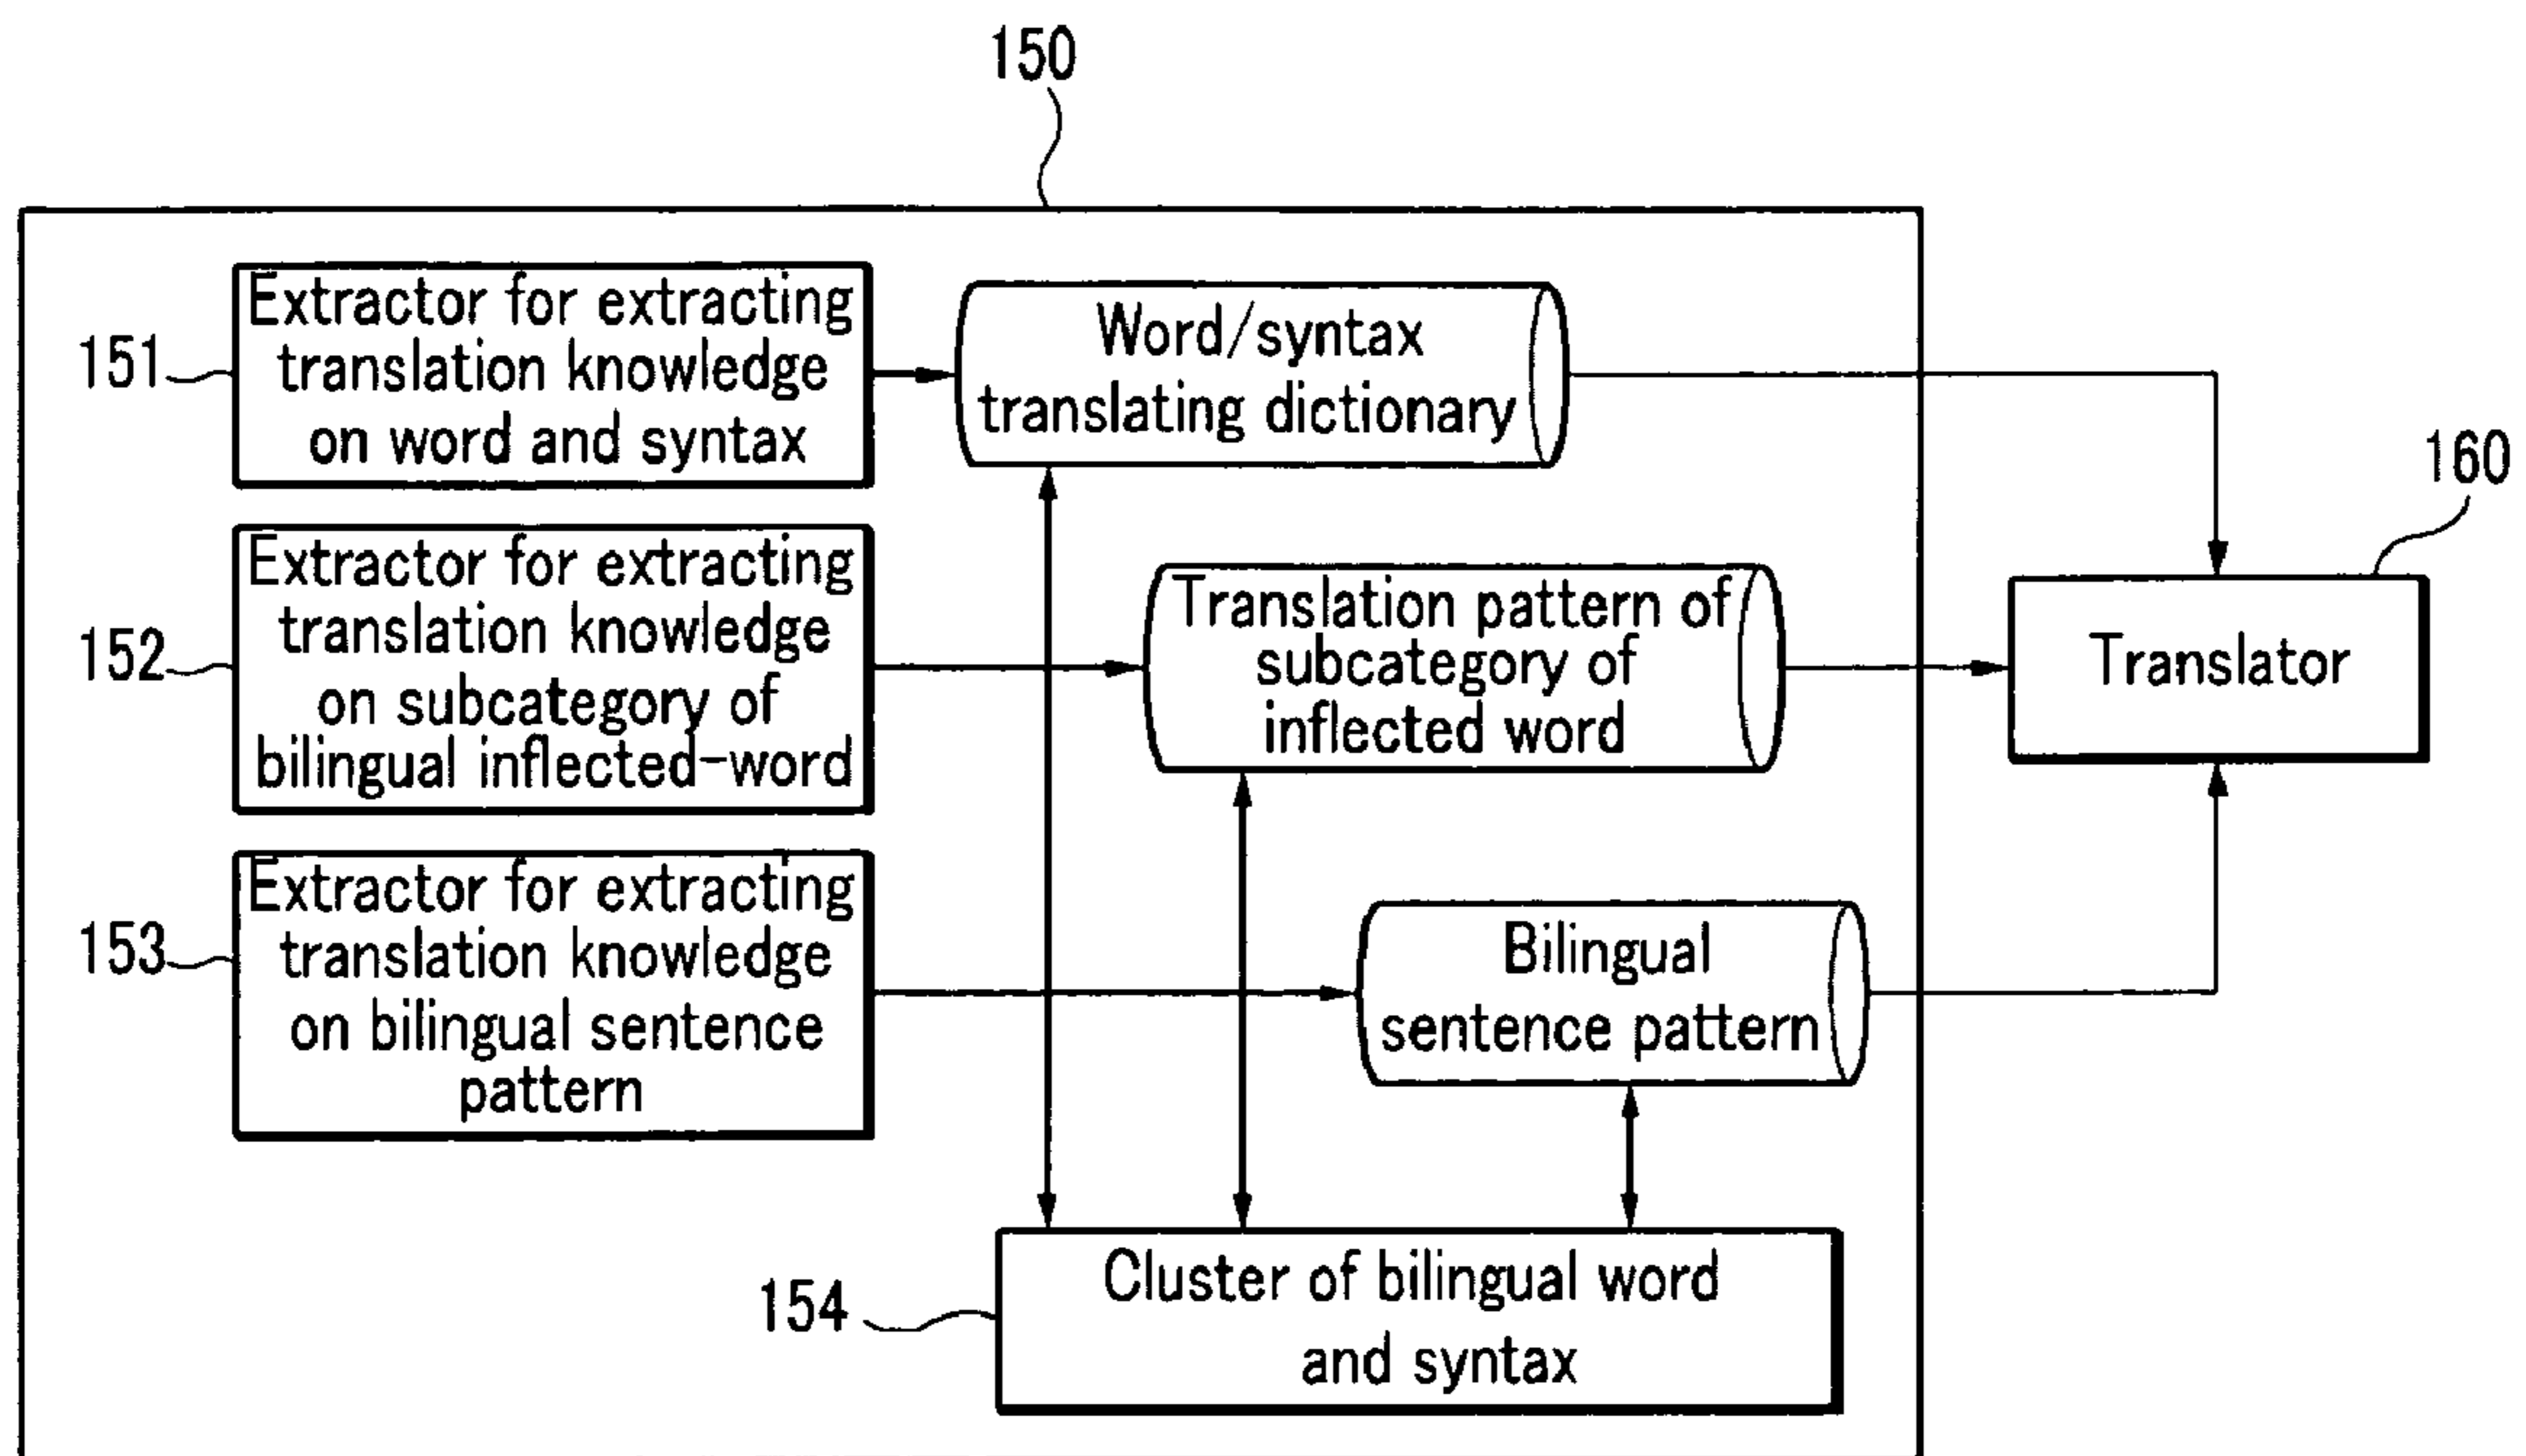 150
Extractor for extracting
translation knowledge
on word and syntax
151
Word/syntax
translating dictionary
160
Extractor for extracting
translation knowledge
on subcategory of
bilingual inflected-word
152
Translation pattern of
subcategory of
inflected word
Translator
Extractor for extracting
translation knowledge
on bilingual sentence
pattern
153
Bilingual
sentence pattern
Cluster of bilingual word
and syntax
154